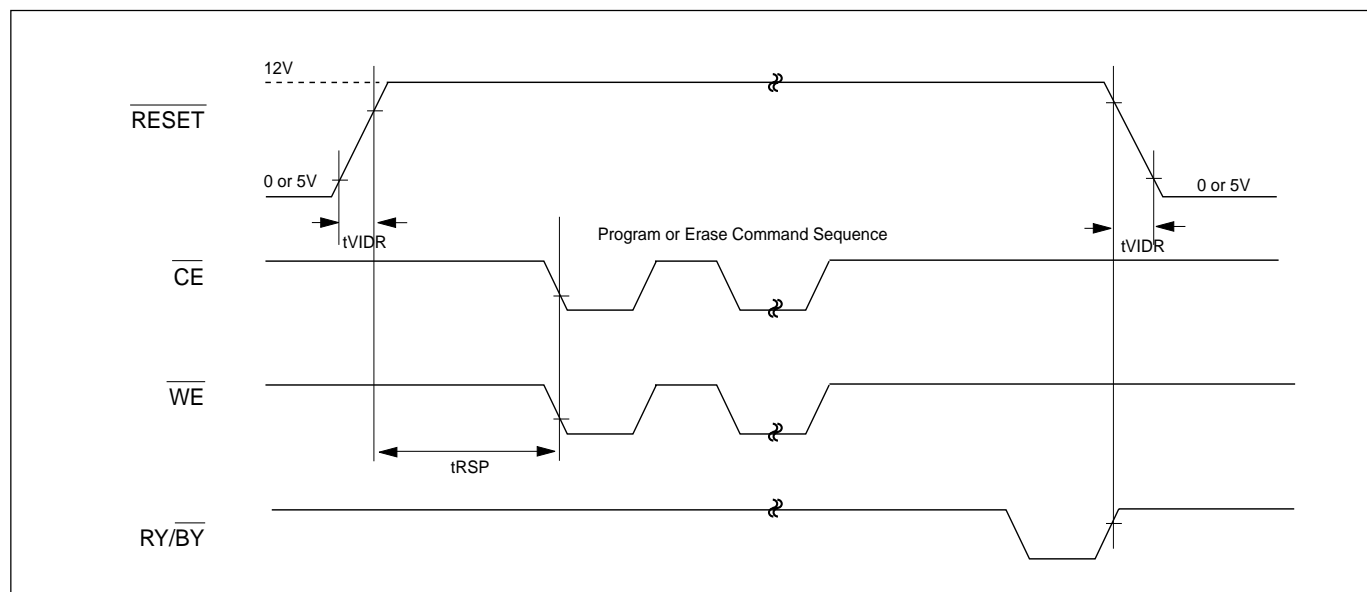 12V
RESET
0 or 5V
0 or 5V
tVIDR
Program or Erase Command Sequence
tVIDR
CE
WE
tRSP
RY/BY